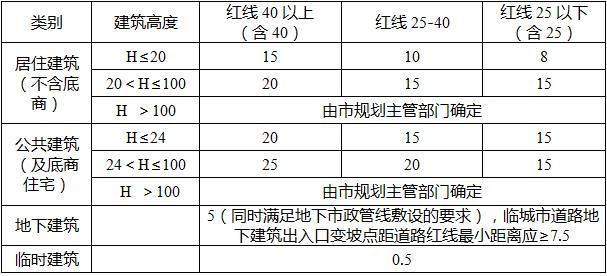 类别 建筑高度 红线 40 以上（含 40） 红线 25-40 红线 25 以下（含 25）
居住建筑（不含底商） H≤20 15 10 8
20＜H≤100 20 15 15
H ＞100 由市规划主管部门确定
公共建筑（及底商住宅） H≤24 20 15 15
24＜H≤100 25 20 15
H ＞100 由市规划主管部门确定
地下建筑 5（同时满足地下市政管线敷设的要求），临城市道路地
下建筑出入口变坡点距道路红线最小距离应≥7.5
临时建筑 0.5